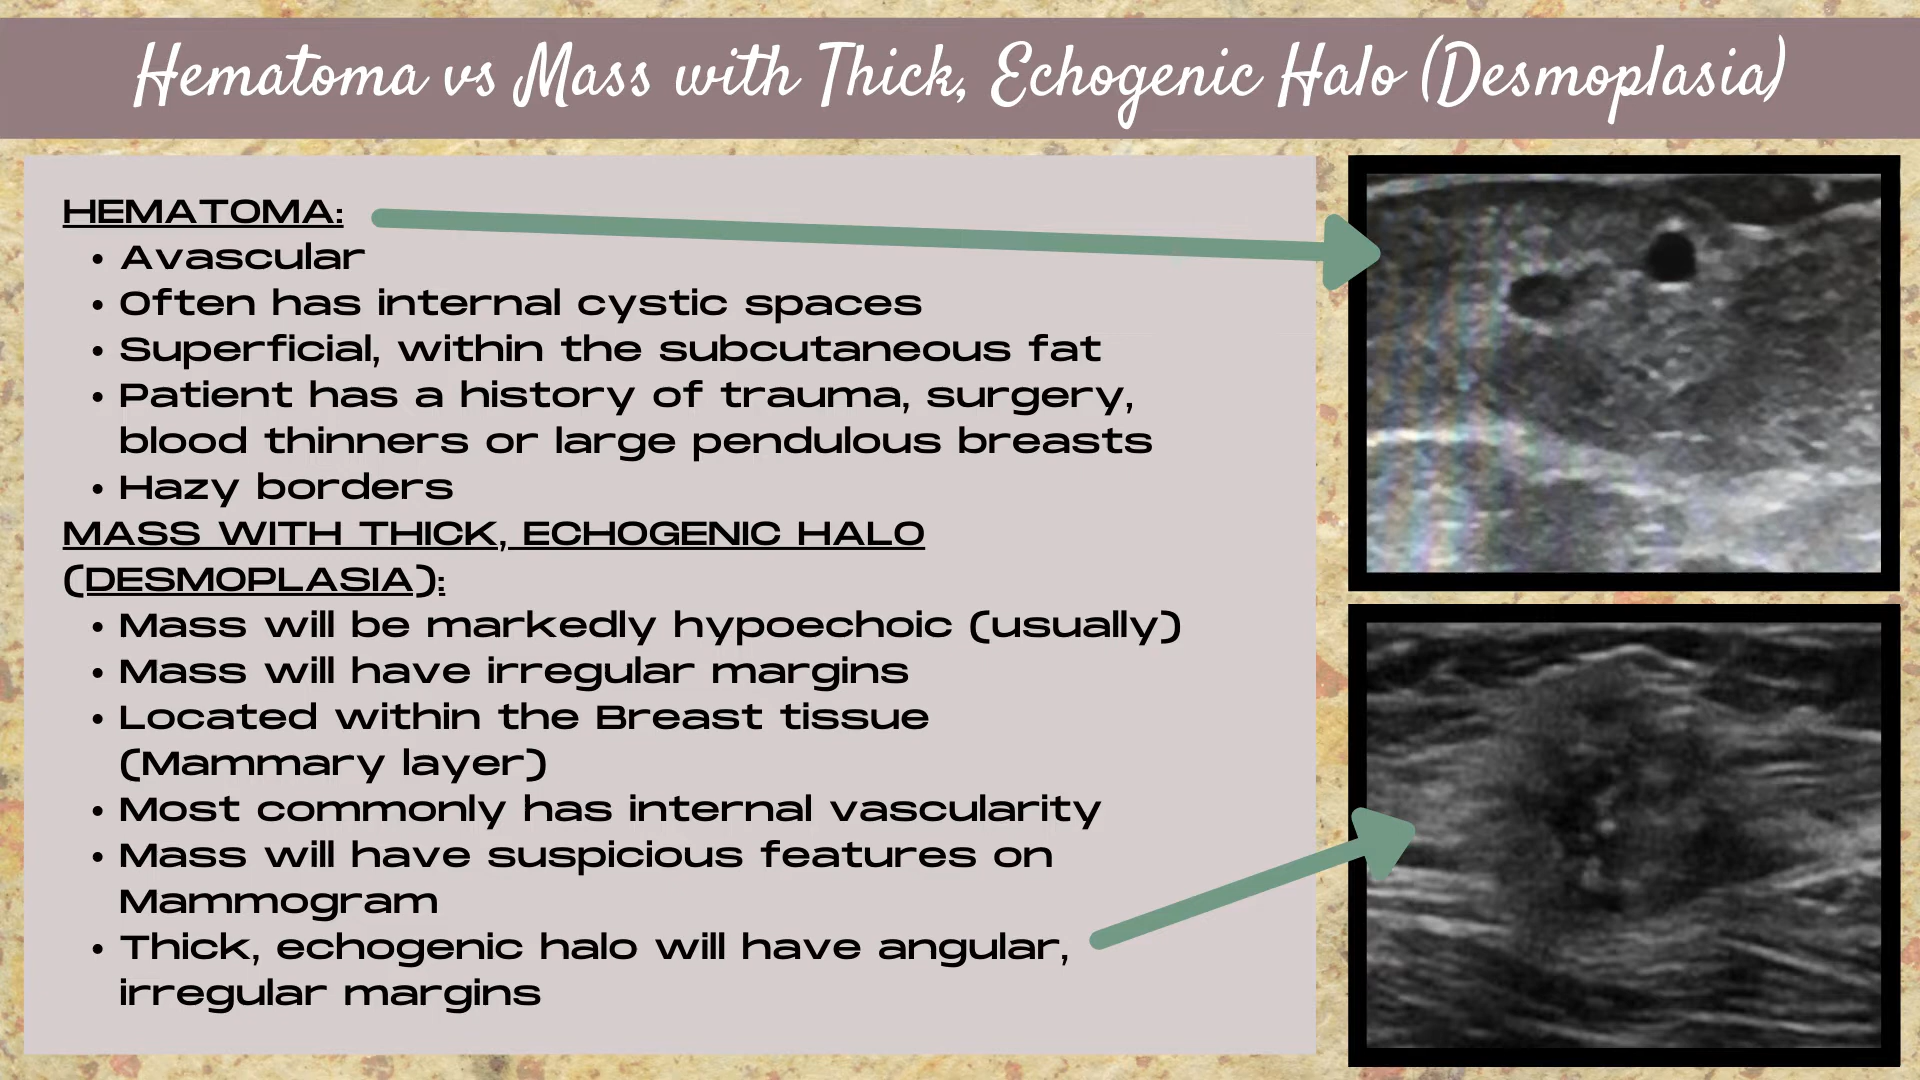 Hematoma vs Mass with Thick, Echogenic Halo (Desmoplasia)
HEMATOMA:
• Avascular
• Often has internal cystic spaces
• Superficial, within the subcutaneous fat
• Patient has a history of trauma, surgery,
blood thinners or large pendulous breasts
• Hazy borders
MASS WITH THICK, ECHOGENIC HALO
(DESMOPLASIA):
• Mass will be markedly hypoechoic (usually)
• Mass will have irregular margins
• Located within the Breast tissue
(Mammary layer)
• Most commonly has internal vascularity
• Mass will have suspicious features on
Mammogram
• Thick, echogenic halo will have angular,
irregular margins